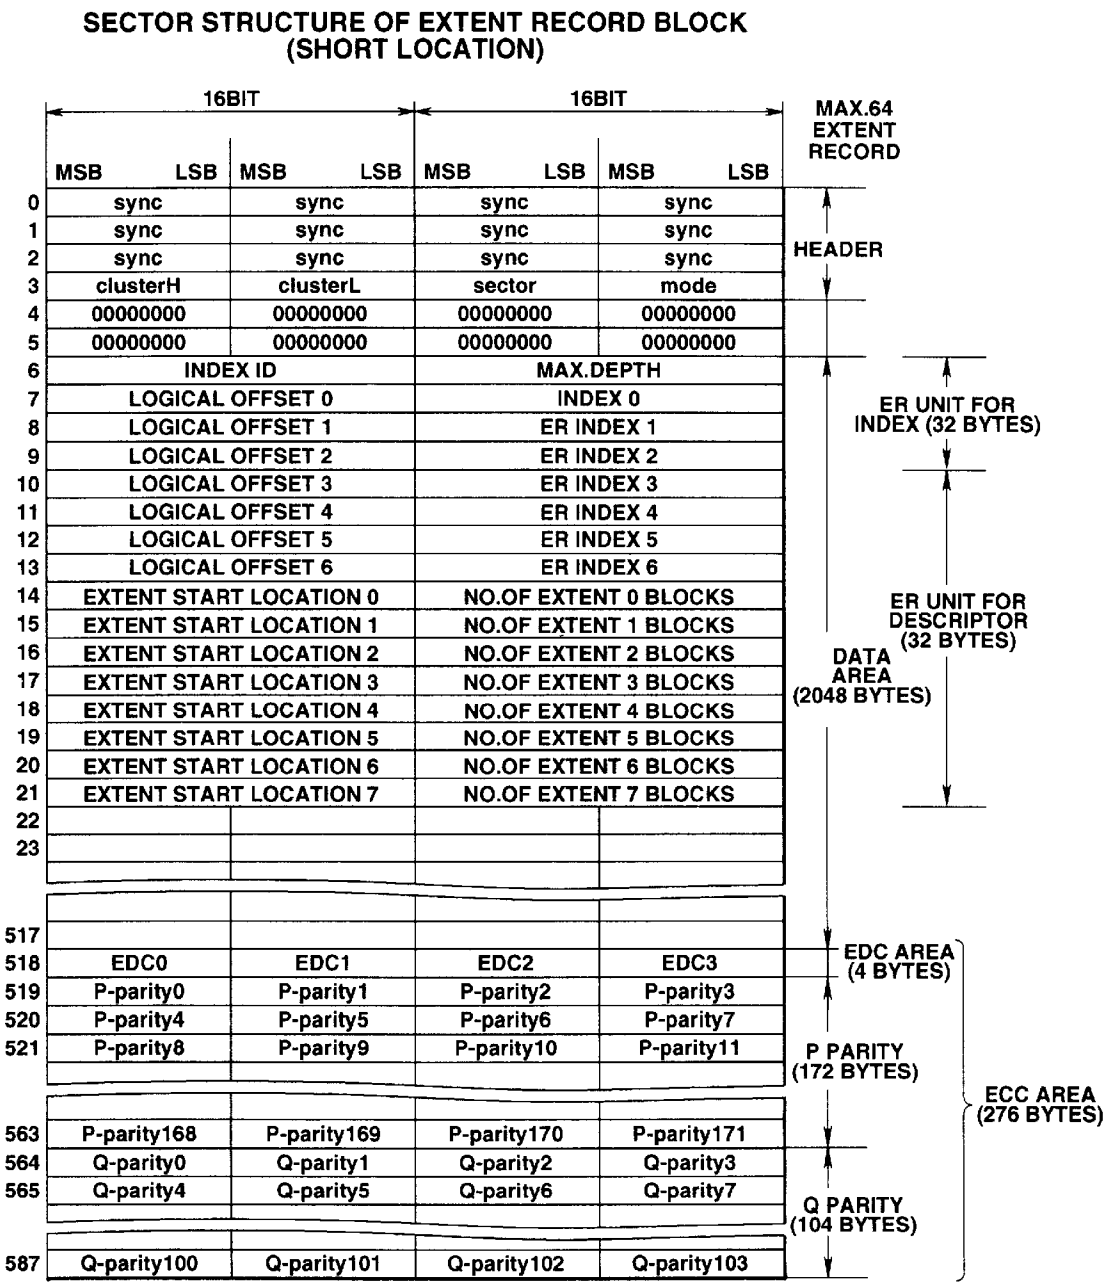 SECTOR STRUCTURE OF EXTENT RECORD BLOCK
(SHORT LOCATION)
16BIT 16BIT
MAX.64
EXTENT
RECORD
MSB LSB MSB LSB MSB LSB MSB LSB
0 sync sync sync sync
1 sync sync sync sync
2 sync sync sync sync
HEADER
3 clusterH clusterL sector mode
4 00000000 00000000 00000000 00000000
5 00000000 00000000 00000000 00000000
6 INDEX ID MAX.DEPTH
7 LOGICAL OFFSET 0 INDEX 0
8 LOGICAL OFFSET 1 ER INDEX 1
9 LOGICAL OFFSET 2 ER INDEX 2
ER UNIT FOR
INDEX (32 BYTES)
10 LOGICAL OFFSET 3 ER INDEX 3
11 LOGICAL OFFSET 4 ER INDEX 4
12 LOGICAL OFFSET 5 ER INDEX 5
13 LOGICAL OFFSET 6 ER INDEX 6
14 EXTENT START LOCATION 0 NO.OF EXTENT 0 BLOCKS
15 EXTENT START LOCATION 1 NO.OF EXTENT 1 BLOCKS
16 EXTENT START LOCATION 2 NO.OF EXTENT 2 BLOCKS
17 EXTENT START LOCATION 3 NO.OF EXTENT 3 BLOCKS
18 EXTENT START LOCATION 4 NO.OF EXTENT 4 BLOCKS
19 EXTENT START LOCATION 5 NO.OF EXTENT 5 BLOCKS
20 EXTENT START LOCATION 6 NO.OF EXTENT 6 BLOCKS
21 EXTENT START LOCATION 7 NO.OF EXTENT 7 BLOCKS
ER UNIT FOR
DESCRIPTOR
(32 BYTES)
DATA
AREA
(2048 BYTES)
22
23
517
518 EDC0 EDC1 EDC2 EDC3
EDC AREA
(4 BYTES)
519 P-parity0 P-parity1 P-parity2 P-parity3
520 P-parity4 P-parity5 P-parity6 P-parity7
521 P-parity8 P-parity9 P-parity10 P-parity11
P PARITY
(172 BYTES)
ECC AREA
(276 BYTES)
563 P-parity168 P-parity169 P-parity170 P-parity171
564 Q-parity0 Q-parity1 Q-parity2 Q-parity3
565 Q-parity4 Q-parity5 Q-parity6 Q-parity7
Q PARITY
(104 BYTES)
587 Q-parity100 Q-parity101 Q-parity102 Q-parity103